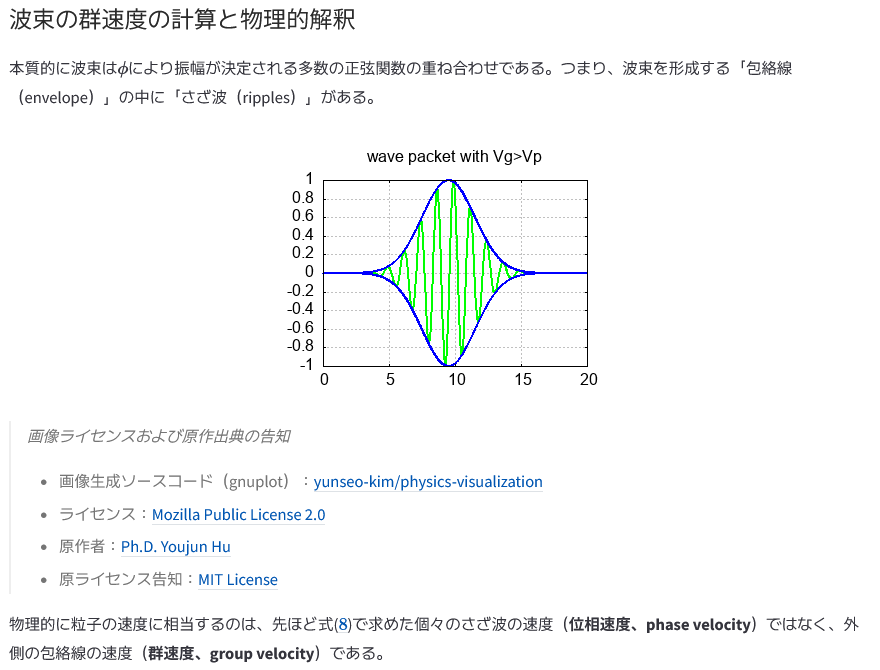 波束の群速度の計算と物理的解釈
本質的に波束はϕにより振幅が決定される多数の正弦関数の重ね合わせである。つまり、波束を形成する「包絡線
（envelope）」の中に「さざ波（ripples）」がある。
wave packet with Vg>Vp
1
0.8
0.6
0.4
0.2
0
-0.2
-0.4
-0.6
-0.8
-1
0 5 10 15 20
画像ライセンスおよび原作出典の告知
• 画像生成ソースコード（gnuplot）：yunseo-kim/physics-visualization
• ライセンス：Mozilla Public License 2.0
• 原作者：Ph.D. Youjun Hu
• 原ライセンス告知：MIT License
物理的に粒子の速度に相当するのは、先ほど式(8)で求めた個々のさざ波の速度（位相速度、phase velocity）ではなく、外
側の包絡線の速度（群速度、group velocity）である。